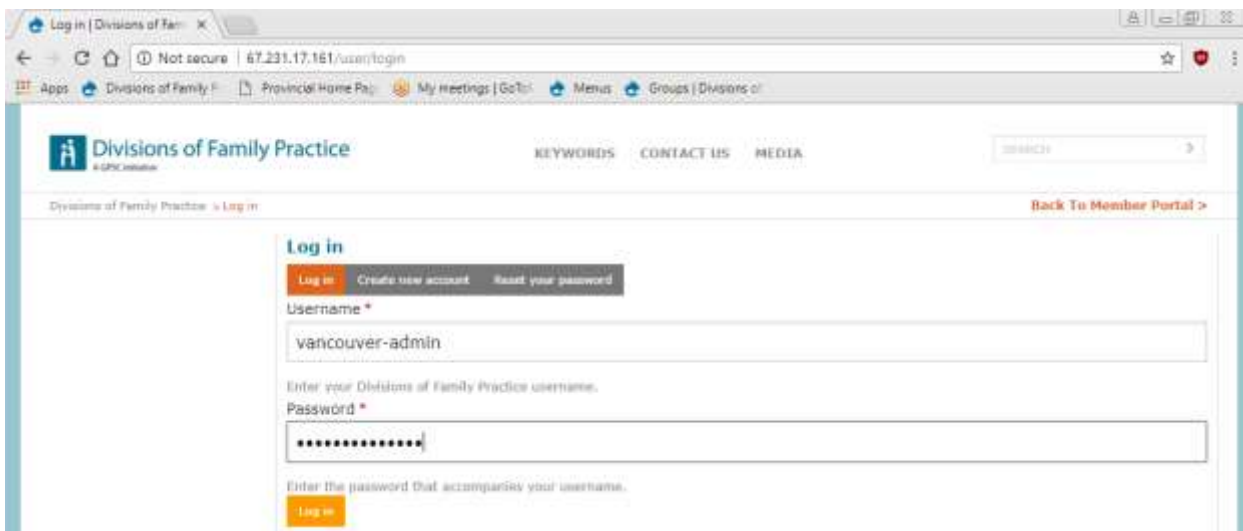 Log in | Divisions of Fam
Not secure | 67.231.17.161/user/login
Apps Divisions of Family P Provincial Home Pag My meetings | GoTo Menus Groups | Divisions of
Divisions of Family Practice
A GPSC initiative
KEYWORDS CONTACT US MEDIA
SEARCH
Divisions of Family Practice » Log in
Back To Member Portal >
Log in
Log in Create new account Reset your password
Username *
vancouver-admin
Enter your Divisions of Family Practice username.
Password *
••••••••••••••
Enter the password that accompanies your username.
Log in